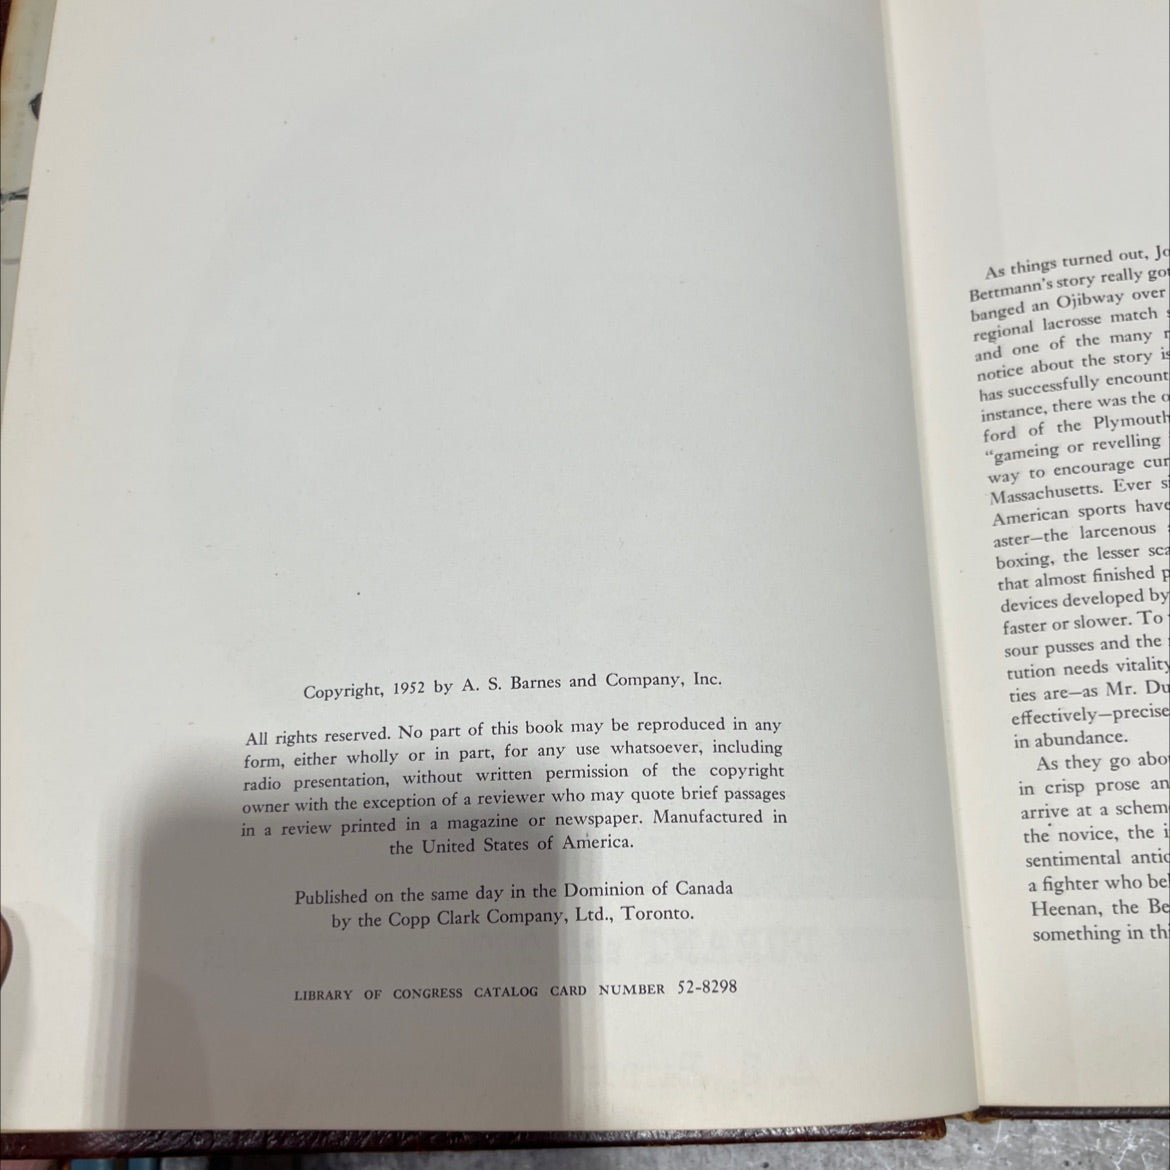 Copyright, 1952 by A. S. Barnes and Company, Inc.
All rights reserved. No part of this book may be reproduced in any
form, either wholly or in part, for any use whatsoever, including
radio presentation, without written permission of the copyright
owner with the exception of a reviewer who may quote brief passages
in a review printed in a magazine or newspaper. Manufactured in
the United States of America.
Published on the same day in the Dominion of Canada
by the Copp Clark Company, Ltd., Toronto.
LIBRARY OF CONGRESS CATALOG CARD NUMBER 52-8298
As things turned out,
Bettmann's story really
banged an Ojibway over
regional lacrosse match
and one of the many
notice about the story
has successfully
instance, there was the
ford of the Plymouth
"gameing or revelling
way to encourage
Massachusetts. Ever
American sports have
aster—the larcenous
boxing, the lesser
that almost finished
devices developed by
faster or slower. To
sour pusses and the
tution needs vitality
ties are—as Mr.
effectively—precise
in abundance.
As they go
in crisp prose
arrive at a
the novice, the
sentimental
a fighter who
Heenan, the
something in